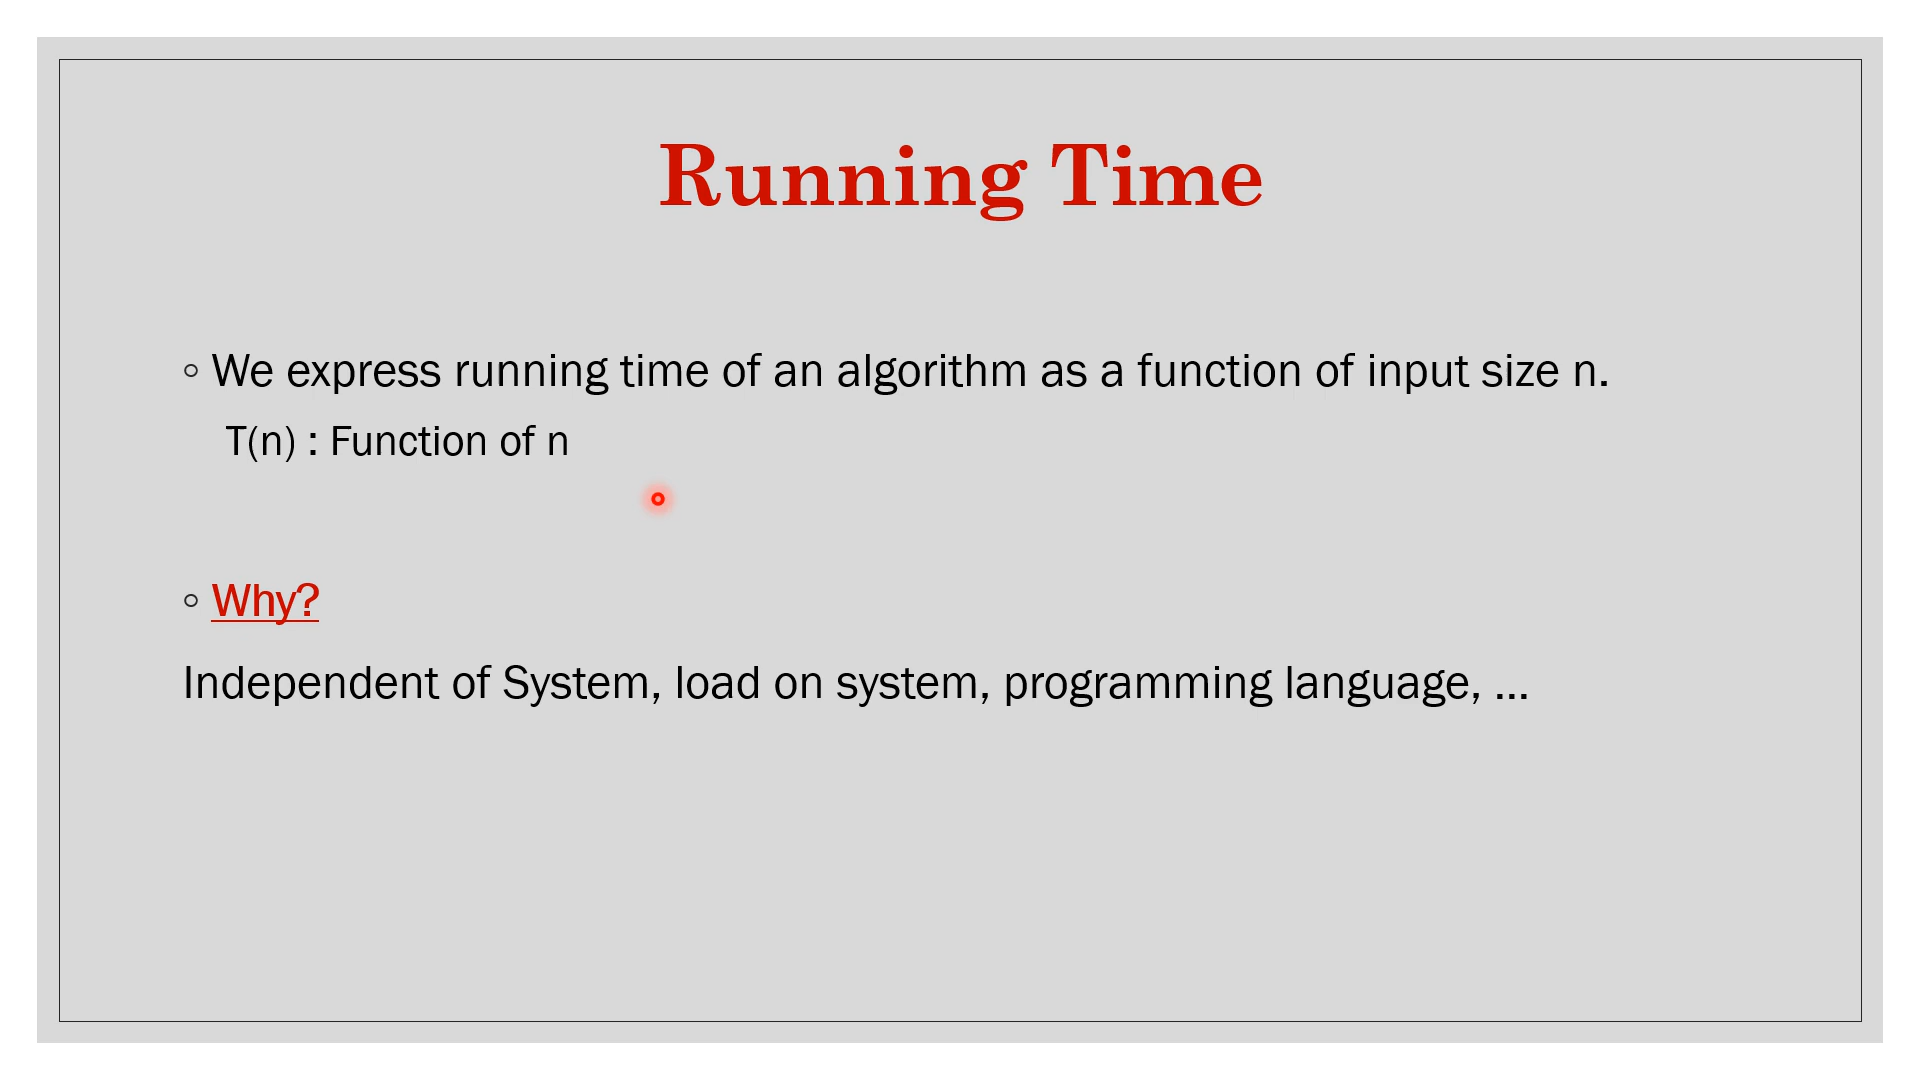 Running Time
◦ We express running time of an algorithm as a function of input size n.
T(n) : Function of n
◦ Why?
Independent of System, load on system, programming language, ...